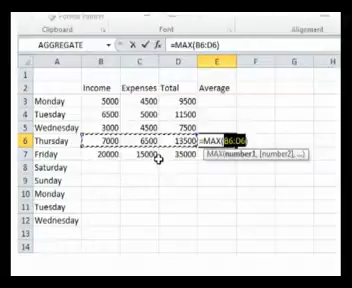 Format Painter
Clipboard Font Alignment
AGGREGATE =MAX(B6:D6)
A B C D E F G H
1
2 Income Expenses Total Average
3 Monday 5000 4500 9500
4 Tuesday 6500 5000 11500
5 Wednesday 3000 4500 7500
6 Thursday 7000 6500 13500 =MAX(B6:D6)
MAX(number1, [number2], ...)
7 Friday 20000 15000 35000
8 Saturday
9 Sunday
10 Monday
11 Tuesday
12 Wednesday
13
14